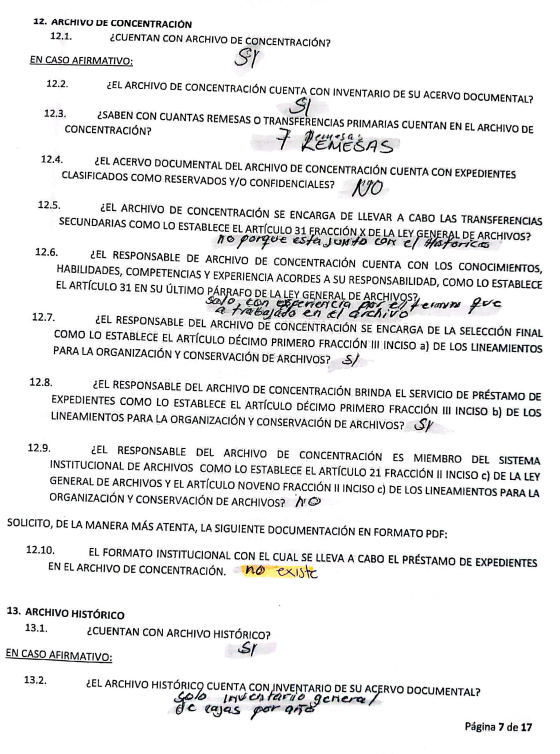 12. ARCHIVO DE CONCENTRACIÓN
12.1. ¿CUENTAN CON ARCHIVO DE CONCENTRACIÓN?
SI
EN CASO AFIRMATIVO:
12.2. ¿EL ARCHIVO DE CONCENTRACIÓN CUENTA CON INVENTARIO DE SU ACERVO DOCUMENTAL?
SI
12.3. ¿SABEN CON CUANTAS REMESAS O TRANSFERENCIAS PRIMARIAS CUENTAN EN EL ARCHIVO DE
CONCENTRACIÓN?
Remesas
7 REMESAS
12.4. ¿EL ACERVO DOCUMENTAL DEL ARCHIVO DE CONCENTRACIÓN CUENTA CON EXPEDIENTES
CLASIFICADOS COMO RESERVADOS Y/O CONFIDENCIALES? NO
12.5. ¿EL ARCHIVO DE CONCENTRACIÓN SE ENCARGA DE LLEVAR A CABO LAS TRANSFERENCIAS
SECUNDARIAS COMO LO ESTABLECE EL ARTÍCULO 31 FRACCIÓN X DE LA LEY GENERAL DE ARCHIVOS?
no porque esta junto con el Historico
12.6. ¿EL RESPONSABLE DE ARCHIVO DE CONCENTRACIÓN CUENTA CON LOS CONOCIMIENTOS,
HABILIDADES, COMPETENCIAS Y EXPERIENCIA ACORDES A SU RESPONSABILIDAD, COMO LO ESTABLECE
EL ARTÍCULO 31 EN SU ÚLTIMO PÁRRAFO DE LA LEY GENERAL DE ARCHIVOS?
Solo con experiencia por el termino que
a trabajado en el archivo
12.7. ¿EL RESPONSABLE DEL ARCHIVO DE CONCENTRACIÓN SE ENCARGA DE LA SELECCIÓN FINAL
COMO LO ESTABLECE EL ARTÍCULO DÉCIMO PRIMERO FRACCIÓN III INCISO a) DE LOS LINEAMIENTOS
PARA LA ORGANIZACIÓN Y CONSERVACIÓN DE ARCHIVOS? SI
12.8. ¿EL RESPONSABLE DEL ARCHIVO DE CONCENTRACIÓN BRINDA EL SERVICIO DE PRÉSTAMO DE
EXPEDIENTES COMO LO ESTABLECE EL ARTÍCULO DÉCIMO PRIMERO FRACCIÓN III INCISO b) DE LOS
LINEAMIENTOS PARA LA ORGANIZACIÓN Y CONSERVACIÓN DE ARCHIVOS? SI
12.9. ¿EL RESPONSABLE DEL ARCHIVO DE CONCENTRACIÓN ES MIEMBRO DEL SISTEMA
INSTITUCIONAL DE ARCHIVOS COMO LO ESTABLECE EL ARTÍCULO 21 FRACCIÓN II INCISO c) DE LA LEY
GENERAL DE ARCHIVOS Y EL ARTÍCULO NOVENO FRACCIÓN II INCISO c) DE LOS LINEAMIENTOS PARA LA
ORGANIZACIÓN Y CONSERVACIÓN DE ARCHIVOS? NO
SOLICITO, DE LA MANERA MÁS ATENTA, LA SIGUIENTE DOCUMENTACIÓN EN FORMATO PDF:
12.10. EL FORMATO INSTITUCIONAL CON EL CUAL SE LLEVA A CABO EL PRÉSTAMO DE EXPEDIENTES
EN EL ARCHIVO DE CONCENTRACIÓN. no existe
13. ARCHIVO HISTÓRICO
13.1. ¿CUENTAN CON ARCHIVO HISTÓRICO?
SI
EN CASO AFIRMATIVO:
13.2. ¿EL ARCHIVO HISTÓRICO CUENTA CON INVENTARIO DE SU ACERVO DOCUMENTAL?
solo inventario general
de cajas por año
Página 7 de 17